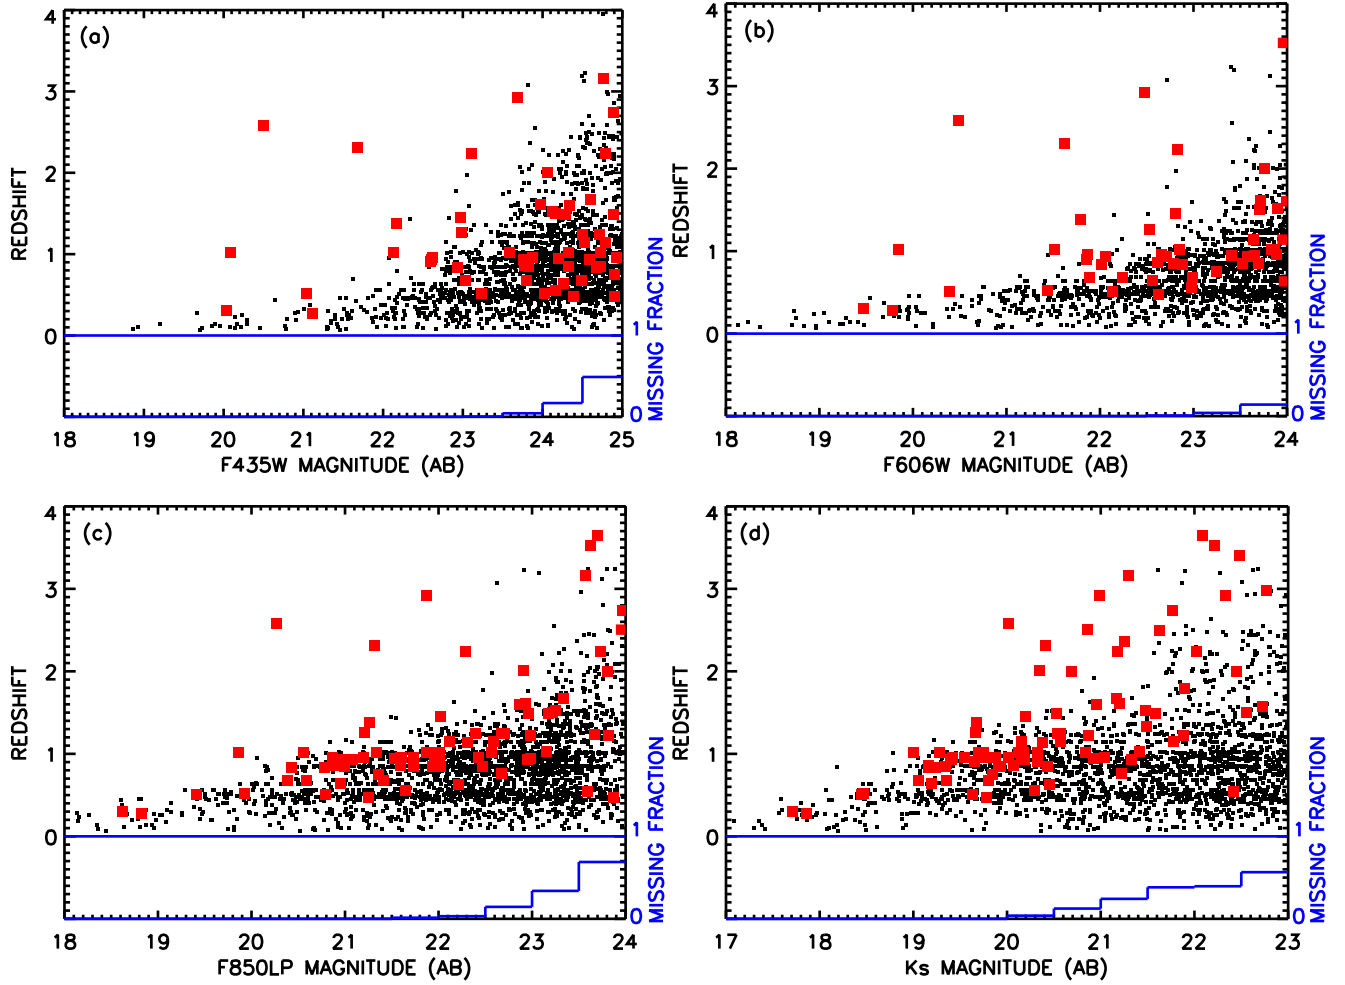 (a)
4
3
2
1
0
REDSHIFT
1
0
MISSING FRACTION
18 19 20 21 22 23 24 25
F435W MAGNITUDE (AB)
(b)
4
3
2
1
0
REDSHIFT
1
0
MISSING FRACTION
18 19 20 21 22 23 24
F606W MAGNITUDE (AB)
(c)
4
3
2
1
0
REDSHIFT
1
0
MISSING FRACTION
18 19 20 21 22 23 24
F850LP MAGNITUDE (AB)
(d)
4
3
2
1
0
REDSHIFT
1
0
MISSING FRACTION
17 18 19 20 21 22 23
Ks MAGNITUDE (AB)